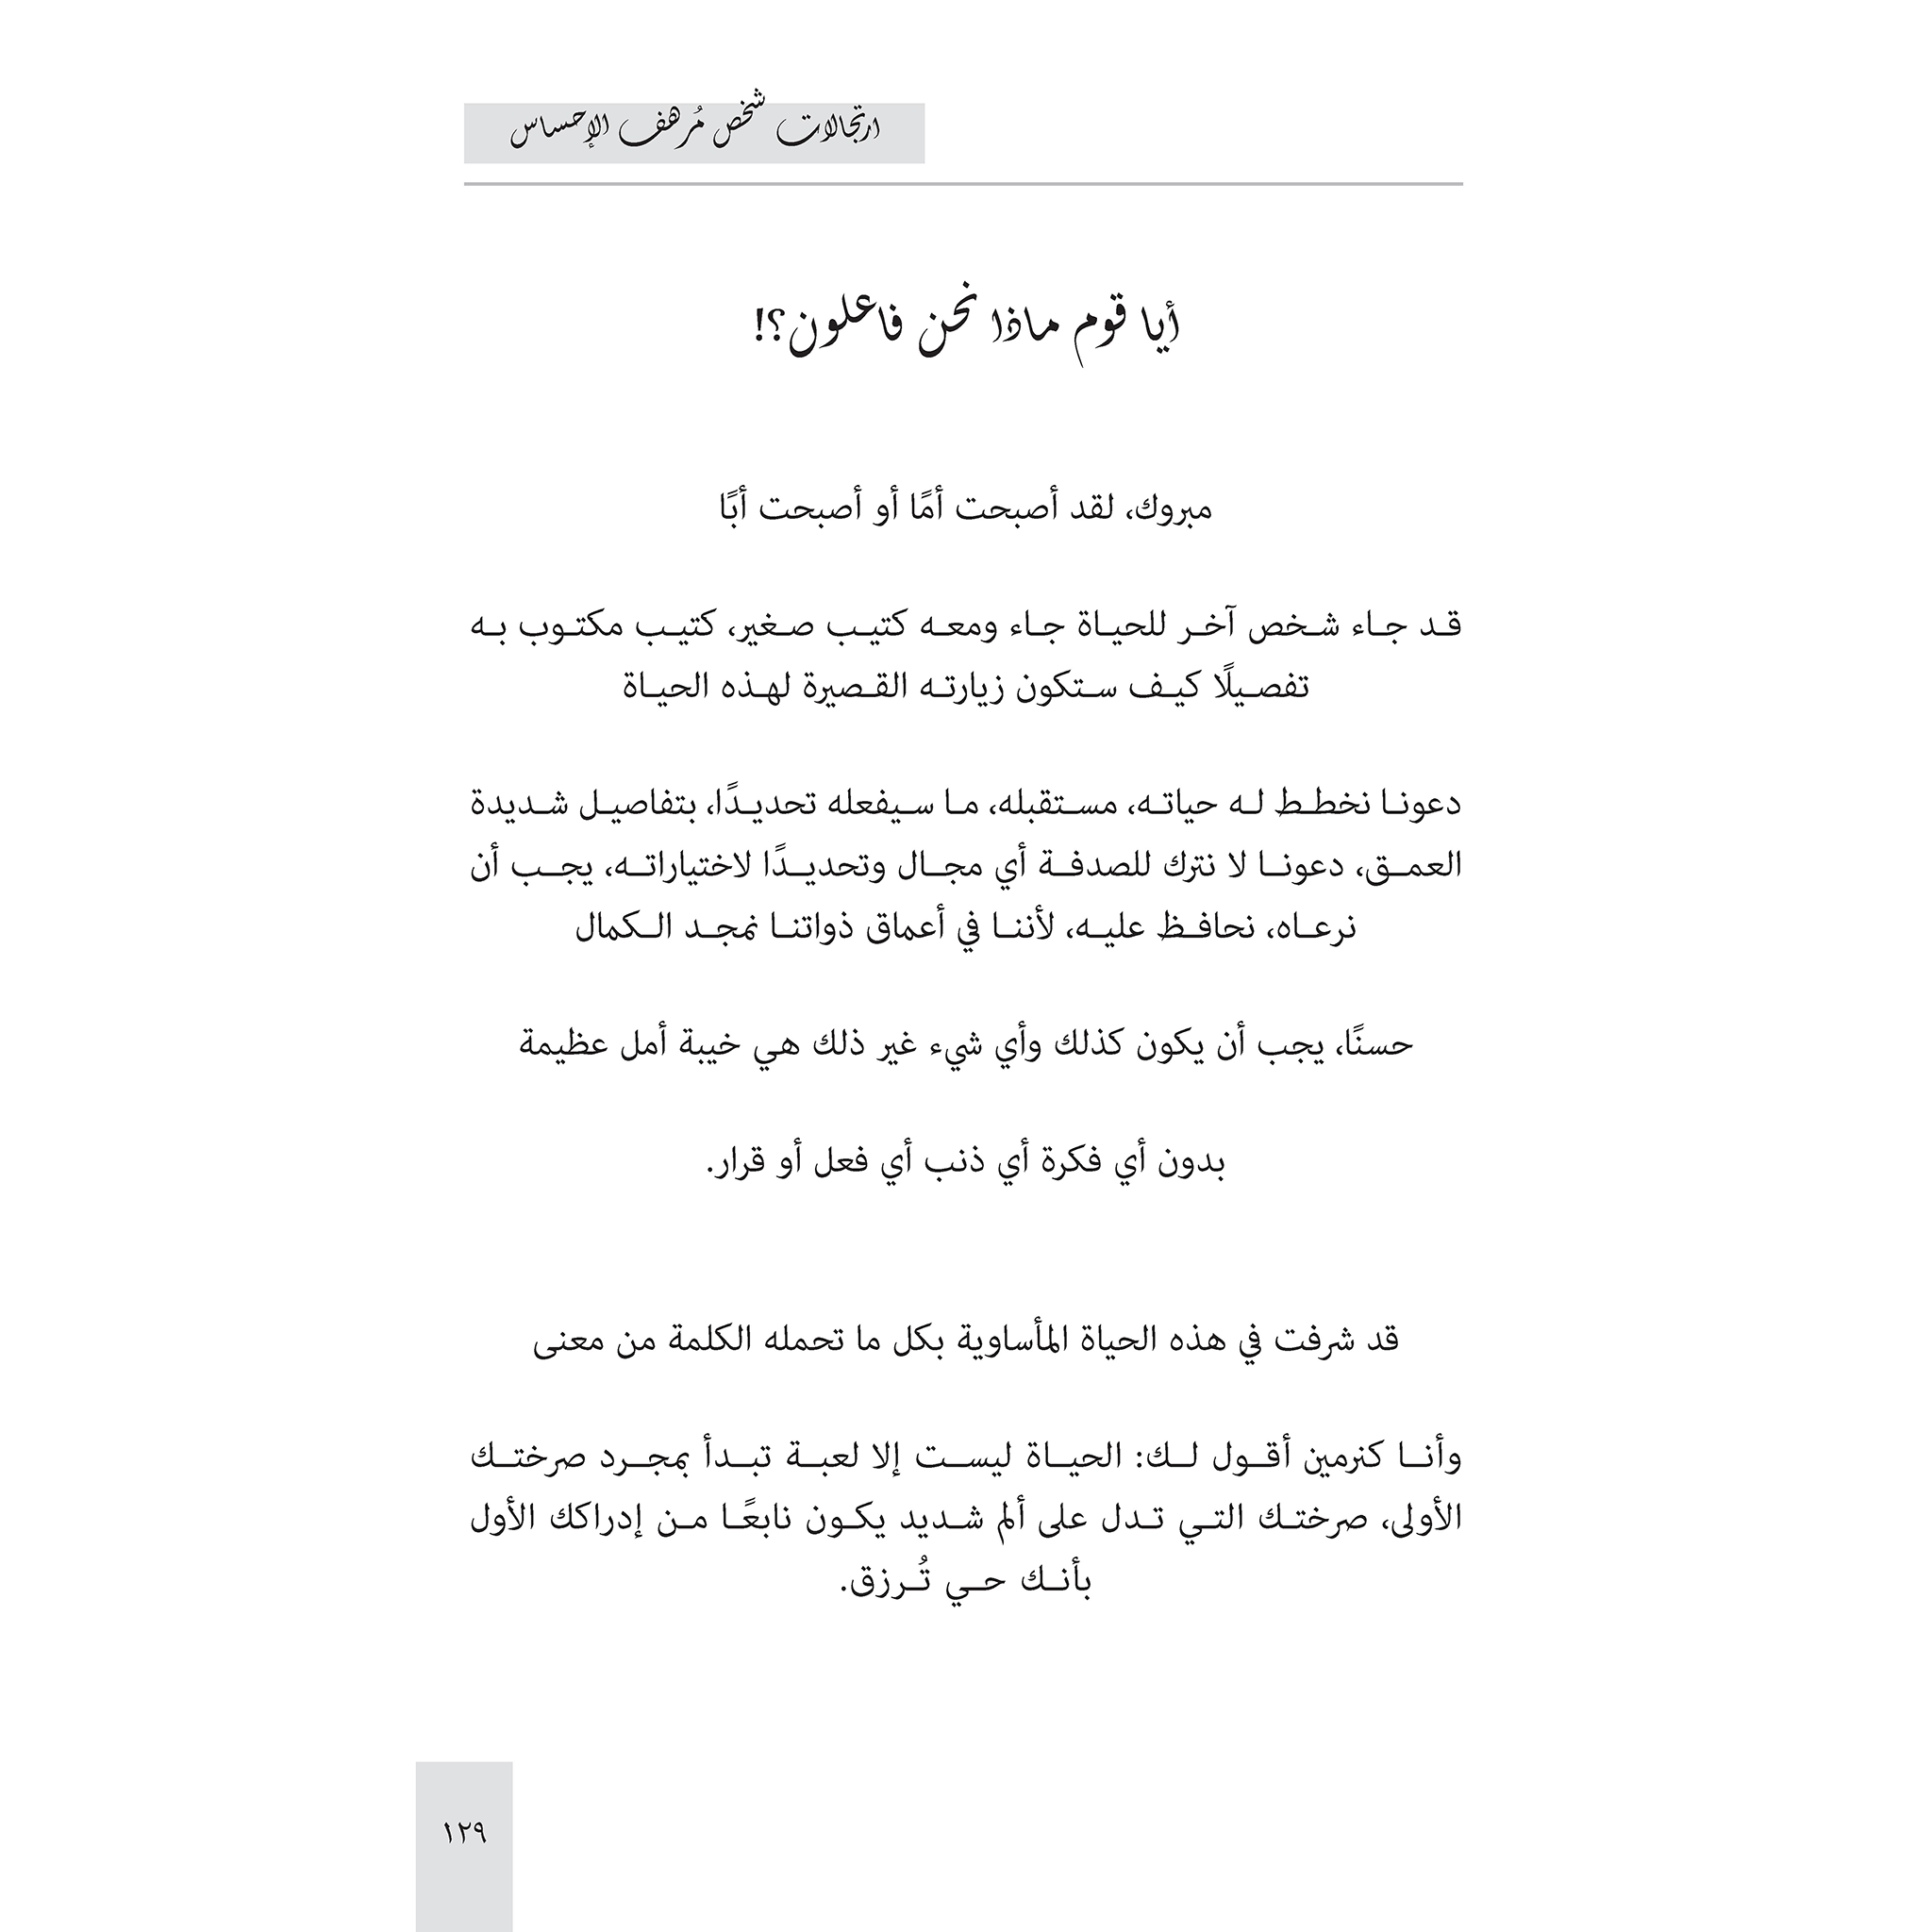 ارتجالات شخص مُرهف الإحساس
أيا قوم ماذا نحن فاعلون؟!
مبروك، لقد أصبحت أمًا أو أصبحت أبًا
قد جاء شخص آخر للحياة جاء ومعه كتيب صغير، كتيب مكتوب به
تفصيلًا كيف ستكون زيارته القصيرة لهذه الحياة
دعونا نخطط له حياته، مستقبله، ما سيفعله تحديدًا، بتفاصيل شديدة
العمق، دعونا لا نترك للصدفة أي مجال وتحديدًا لاختياراته، يجب أن
نرعاه، نحافظ عليه، لأننا في أعماق ذواتنا نمجد الكمال
حسنًا، يجب أن يكون كذلك وأي شيء غير ذلك هي خيبة أمل عظيمة
بدون أي فكرة أي ذنب أي فعل أو قرار.
قد شرفت في هذه الحياة المأساوية بكل ما تحمله الكلمة من معنى
وأنا كنرمين أقول لك: الحياة ليست إلا لعبة تبدأ بمجرد صرختك
الأولى، صرختك التي تدل على ألم شديد يكون نابعًا من إدراكك الأول
بأنك حي تُرزق.
١٢٩